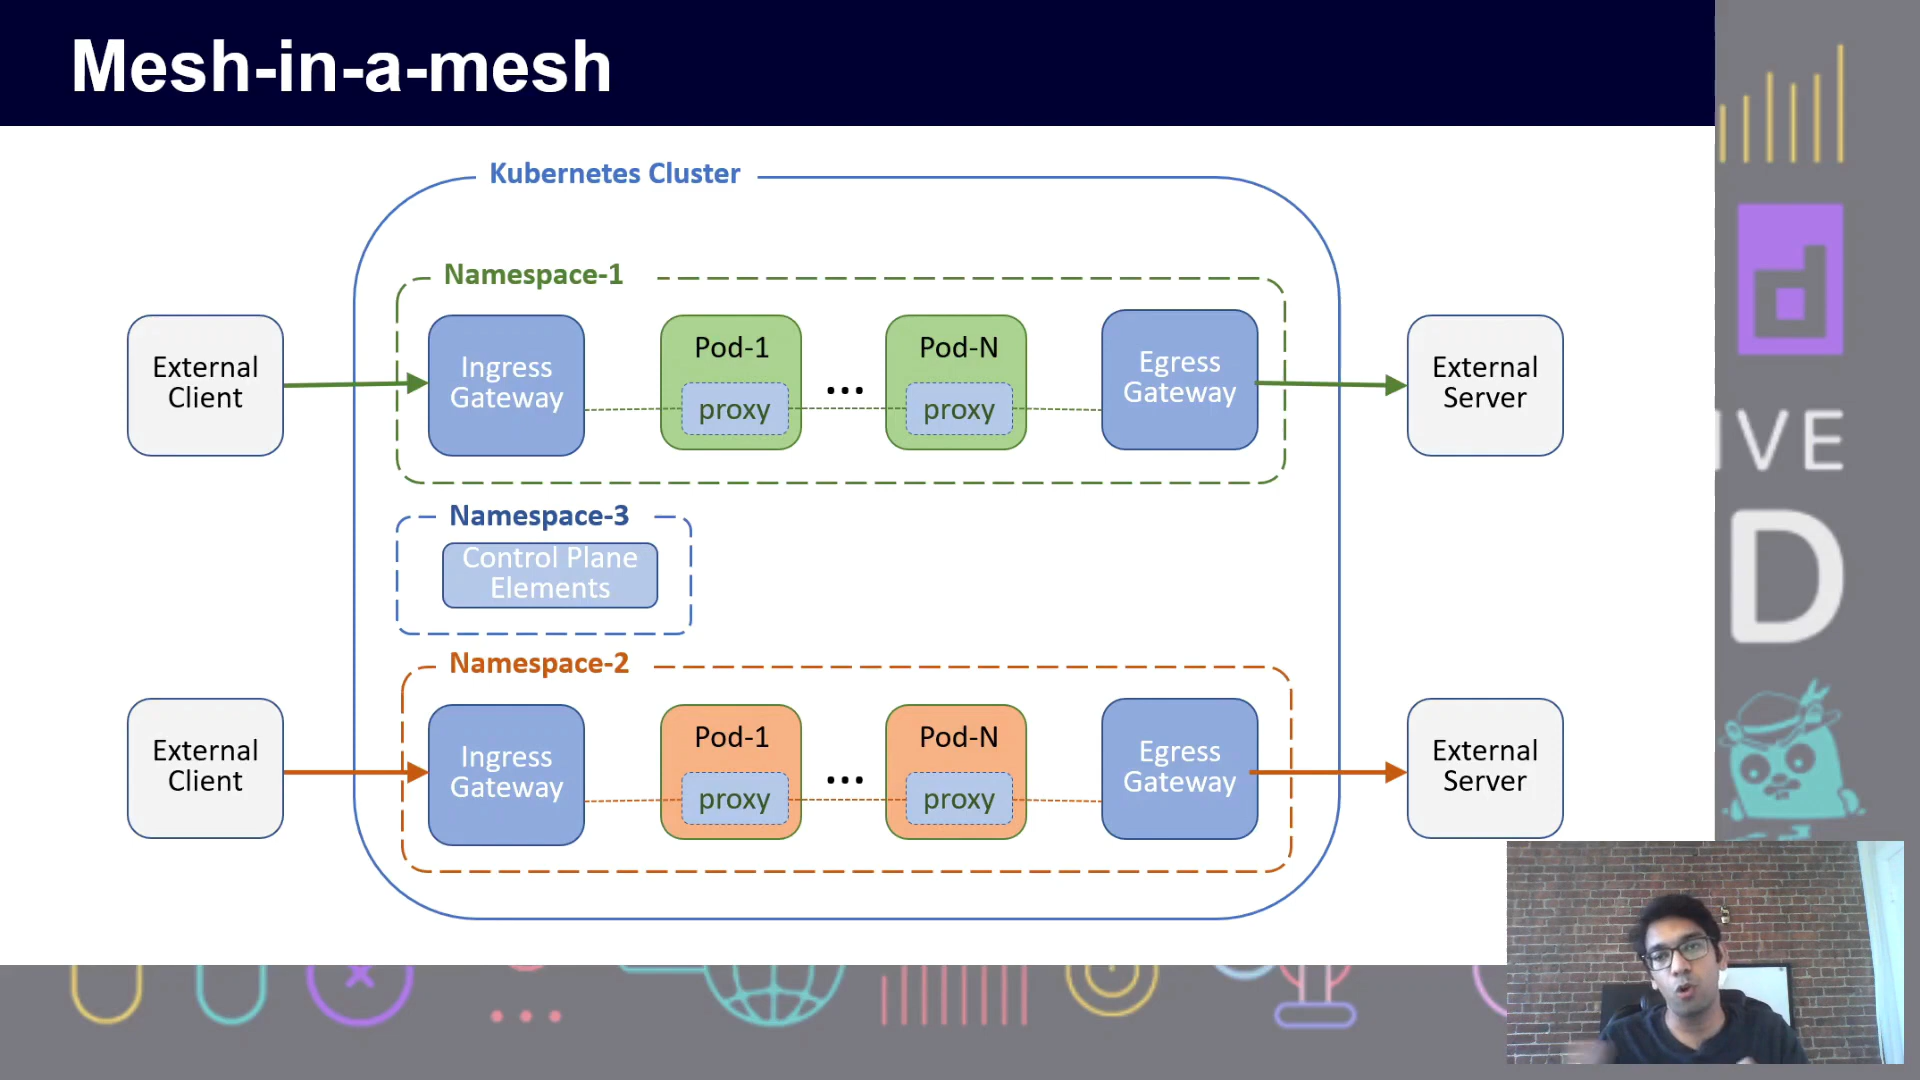 Mesh-in-a-mesh
Kubernetes Cluster
Namespace-1
External
Client
Ingress
Gateway
Pod-1
proxy
...
Pod-N
proxy
Egress
Gateway
External
Server
Namespace-3
Control Plane
Elements
Namespace-2
External
Client
Ingress
Gateway
Pod-1
proxy
...
Pod-N
proxy
Egress
Gateway
External
Server
d
IVE
D